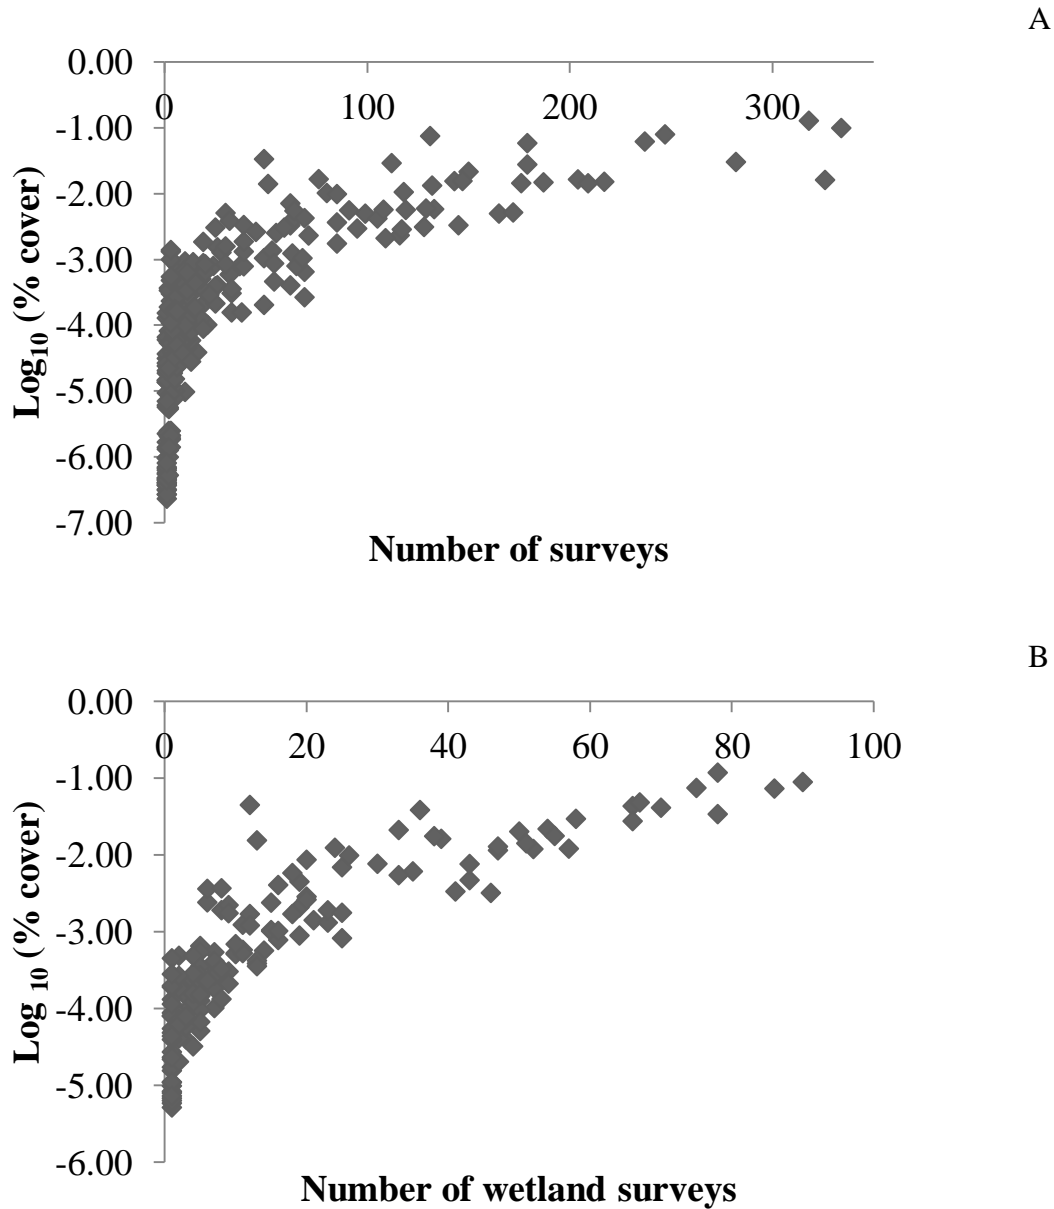 A
0.00
0 100 200 300
-1.00
-2.00
-3.00
-4.00
-5.00
-6.00
-7.00
Log10 (% cover)
Number of surveys
B
0.00
0 20 40 60 80 100
-1.00
-2.00
-3.00
-4.00
-5.00
-6.00
Log 10 (% cover)
Number of wetland surveys